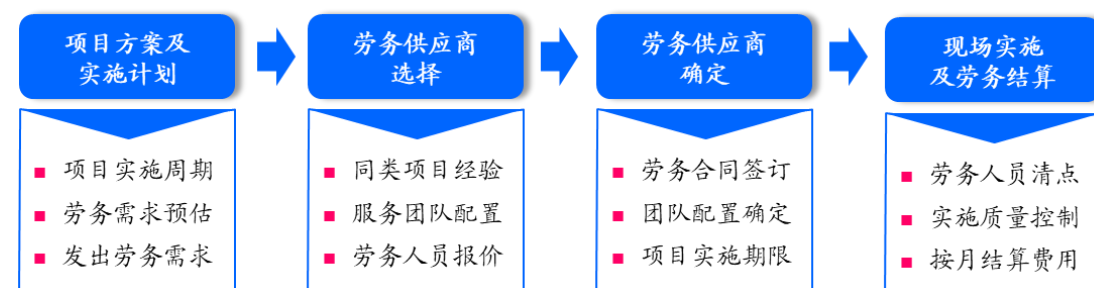 项目方案及
实施计划
项目实施周期
劳务需求预估
发出劳务需求
劳务供应商
选择
同类项目经验
服务团队配置
劳务人员报价
劳务供应商
确定
劳务合同签订
团队配置确定
项目实施期限
现场实施
及劳务结算
劳务人员清点
实施质量控制
按月结算费用